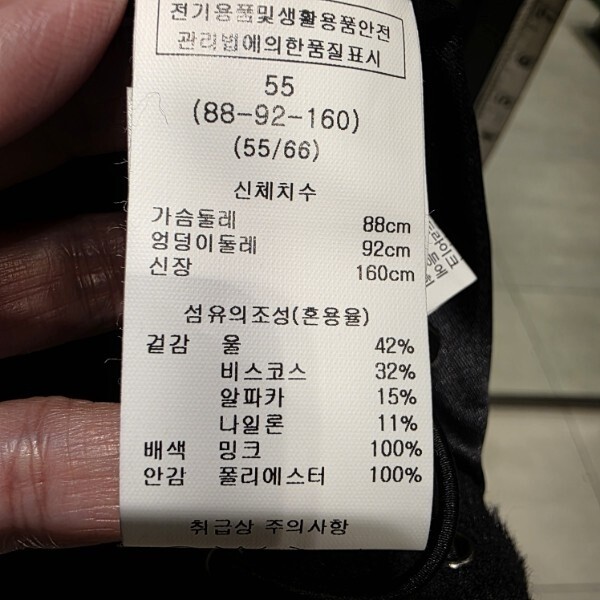 전기용품및생활용품안전
관리법에의한품질표시
55
(88-92-160)
(55/66)
신체치수
가슴둘레 88cm
엉덩이둘레 92cm
신장 160cm
섬유의조성(혼용율)
겉감 울 42%
비스코스 32%
알파카 15%
나일론 11%
배색 밍크 100%
안감 폴리에스터 100%
취급상 주의사항